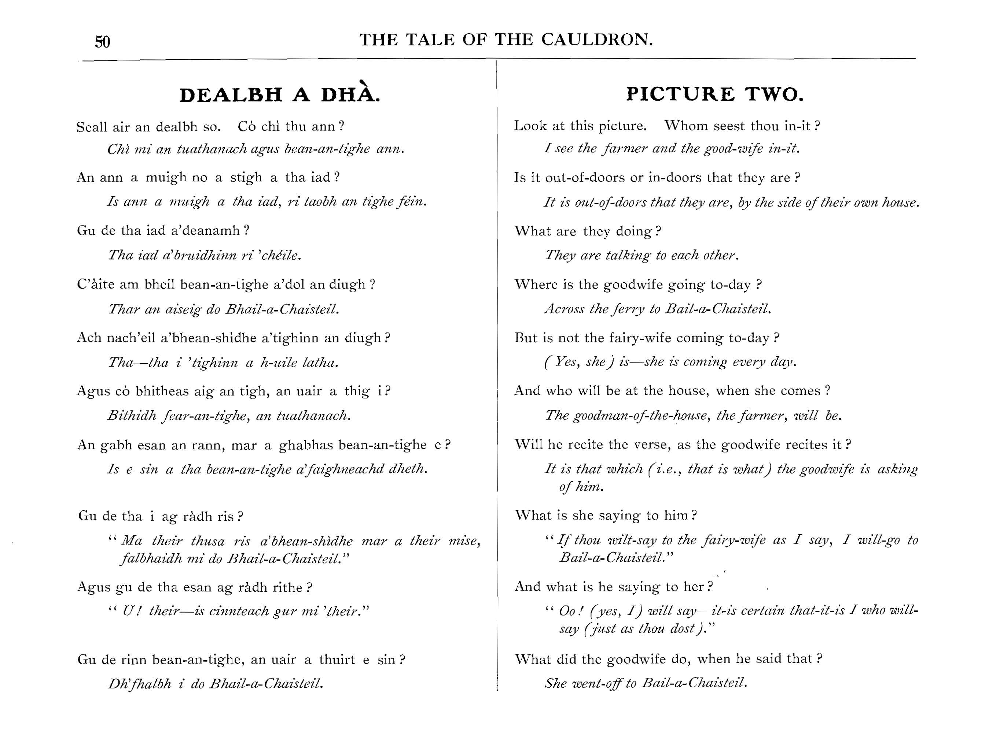 50
THE TALE OF THE CAULDRON.
DEALBH A DHÀ.
Seall air an dealbh so. Cò chì thu ann ?
Chì mi an tuathanach agus bean-an-tighe ann.
An ann a muigh no a stigh a tha iad ?
Is ann a muigh a tha iad, ri taobh an tighe féin.
Gu de tha iad a'deanamh ?
Tha iad a'bruidhinn ri 'chéile.
C'àite am bheil bean-an-tighe a'dol an diugh ?
Thar an aiseig do Bhail-a-Chaisteil.
Ach nach'eil a'bhean-shìdhe a'tighinn an diugh ?
Tha—tha i 'tighinn a h-uile latha.
Agus cò bhitheas aig an tigh, an uair a thig i ?
Bithidh fear-an-tighe, an tuathanach.
An gabh esan an rann, mar a ghabhas bean-an-tighe e ?
Is e sin a tha bean-an-tighe a'faighneachd dheth.
Gu de tha i ag ràdh ris ?
“ Ma their thusa ris a'bhean-shìdhe mar a their mise,
falbhaidh mi do Bhail-a-Chaisteil.”
Agus gu de tha esan ag ràdh rithe ?
“ U ! their—is cinnteach gur mi 'their.”
Gu de rinn bean-an-tighe, an uair a thuirt e sin ?
Dh'fhalbh i do Bhail-a-Chaisteil.
PICTURE TWO.
Look at this picture. Whom seest thou in-it ?
I see the farmer and the good-wife in-it.
Is it out-of-doors or in-doors that they are ?
It is out-of-doors that they are, by the side of their own house.
What are they doing ?
They are talking to each other.
Where is the goodwife going to-day ?
Across the ferry to Bail-a-Chaisteil.
But is not the fairy-wife coming to-day ?
( Yes, she ) is—she is coming every day.
And who will be at the house, when she comes ?
The goodman-of-the-house, the farmer, will be.
Will he recite the verse, as the goodwife recites it ?
It is that which ( i.e., that is what ) the goodwife is asking
of him.
What is she saying to him ?
“ If thou wilt-say to the fairy-wife as I say, I will-go to
Bail-a-Chaisteil.”
And what is he saying to her ?
“ Oo ! (yes, I) will say—it-is certain that-it-is I who will-
say (just as thou dost ).”
What did the goodwife do, when he said that ?
She went-off to Bail-a-Chaisteil.